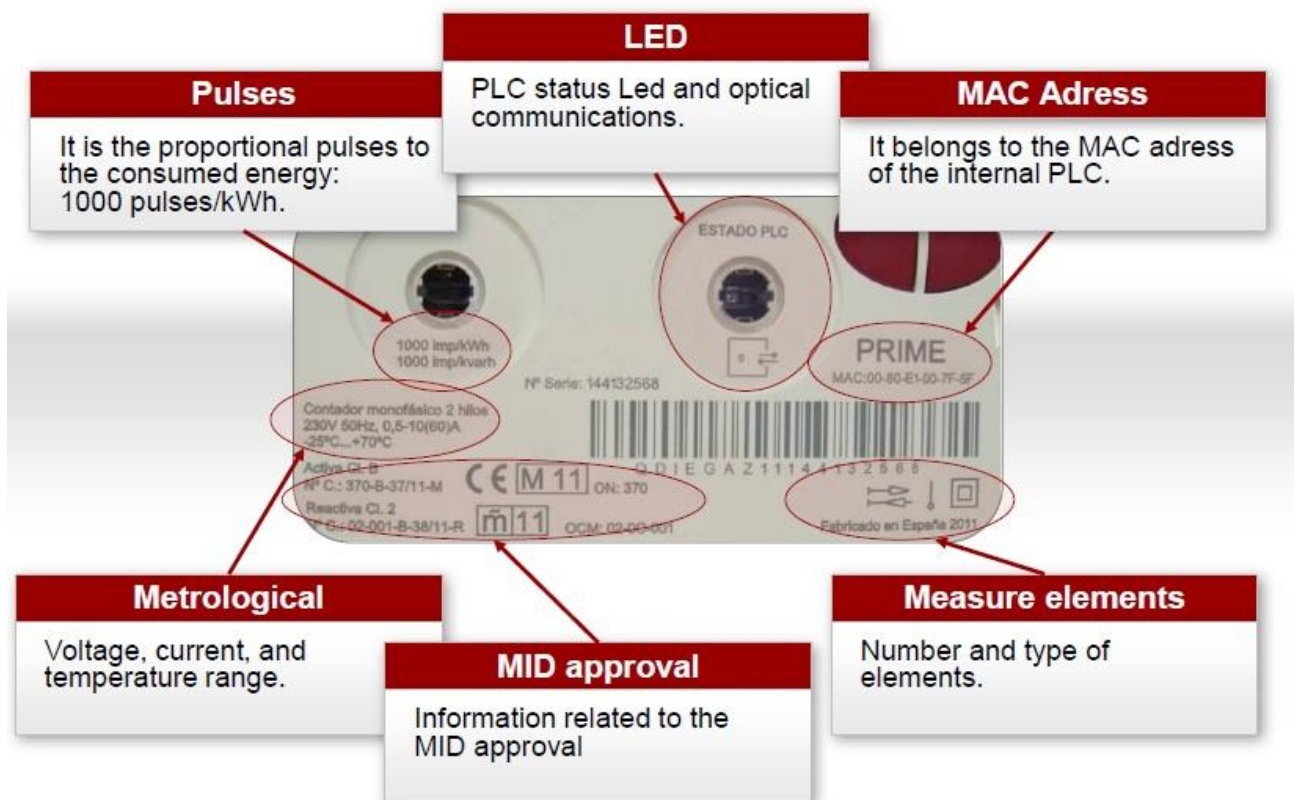 LED
PLC status Led and optical
communications.
Pulses
It is the proportional pulses to
the consumed energy:
1000 pulses/kWh.
MAC Adress
It belongs to the MAC adress
of the internal PLC.
ESTADO PLC
1000 imp/kWh
1000 imp/kvarh
PRIME
MAC:00-80-E1-00-7F-5F
Nº Serie: 144132568
Contador monofásico 2 hilos
230V 50Hz, 0,5-10(60)A
-25ºC...+70ºC
QDIEGAZ11144132568
Activa Cl. B
Nº C.: 370-B-37/11-M
CE M 11 ON: 370
Reactiva Cl. 2
Nº C.: 02-001-B-38/11-R
m̃ 11 OCM: 02-OC-001
Fabricado en España 2011
Metrological
Voltage, current, and
temperature range.
MID approval
Information related to the
MID approval
Measure elements
Number and type of
elements.